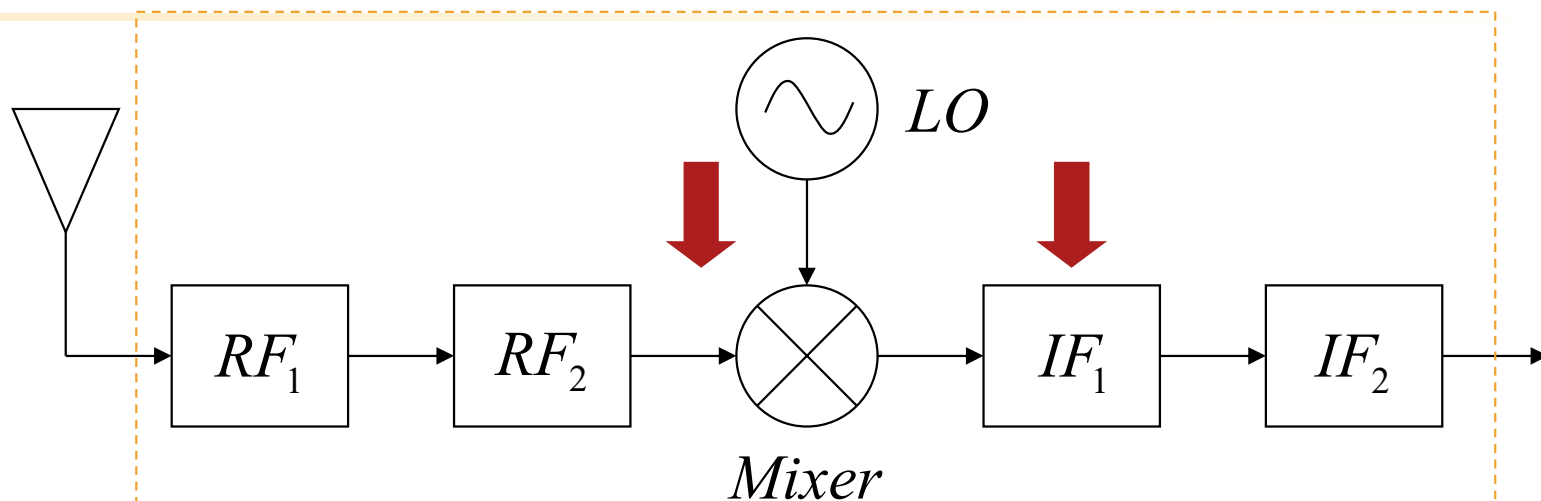 LO
RF₁
RF₂
IF₁
IF₂
Mixer